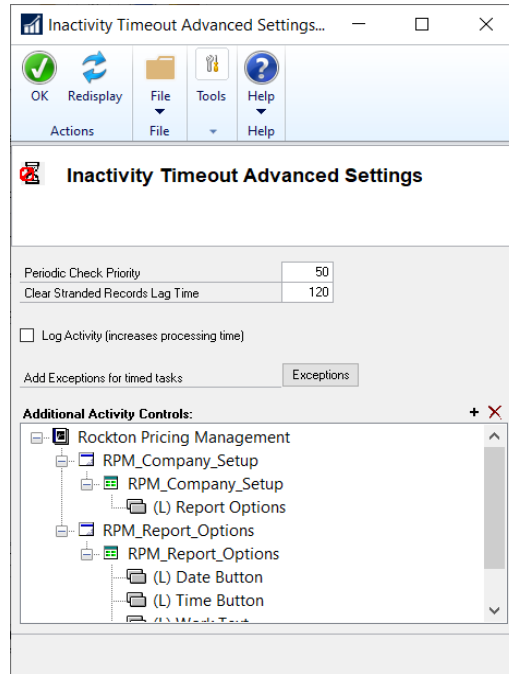 Inactivity Timeout Advanced Settings...
OK Redisplay File Tools Help
Actions File Help
Inactivity Timeout Advanced Settings
Periodic Check Priority 50
Clear Stranded Records Lag Time 120
Log Activity (increases processing time)
Add Exceptions for timed tasks Exceptions
Additional Activity Controls:
Rockton Pricing Management
RPM_Company_Setup
RPM_Company_Setup
(L) Report Options
RPM_Report_Options
RPM_Report_Options
(L) Date Button
(L) Time Button
(L) Work Text